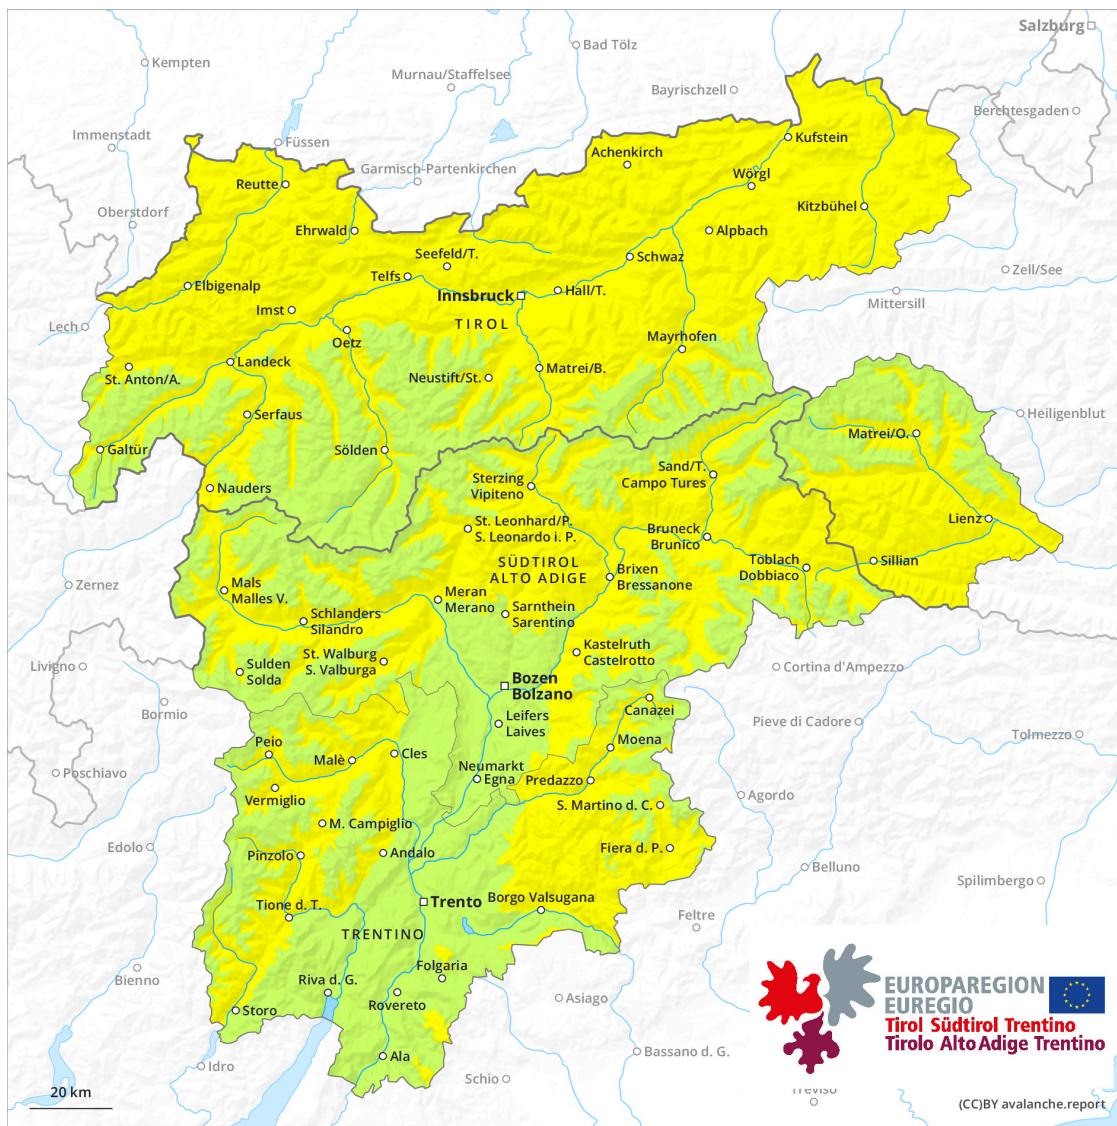 Salzburg
Bad Tölz
Kempten
Murnau/Staffelsee
Bayrischzell
Berchtesgaden
Immenstadt
Füssen
Kufstein
Achenkirch
Garmisch-Partenkirchen
Wörgl
Reutte
Oberstdorf
Kitzbühel
Ehrwald
Alpbach
Seefeld/T.
Schwaz
Zell/See
Telfs
Elbigenalp
Hall/T.
Innsbruck
Mittersill
Imst
TIROL
Lech
Oetz
Mayrhofen
Landeck
Matrei/B.
St. Anton/A.
Neustift/St.
Serfaus
Heiligenblut
Matrei/O.
Galtür
Sölden
Sand/T.
Campo Tures
Sterzing
Vipiteno
Nauders
Lienz
St. Leonhard/P.
S. Leonardo i. P.
Bruneck
Brunico
SÜDTIROL
ALTO ADIGE
Toblach
Dobbiaco
Sillian
Brixen
Bressanone
Zernez
Mals
Malles V.
Meran
Merano
Sarnthein
Sarentino
Schlanders
Silandro
Kastelruth
Castelrotto
St. Walburg
S. Valburga
Livigno
Sulden
Solda
Cortina d'Ampezzo
Bozen
Bolzano
Canazei
Bormio
Leifers
Laives
Pieve di Cadore
Tolmezzo
Moena
Peio
Cles
Malè
Poschiavo
Neumarkt
Egna
Predazzo
Vermiglio
Agordo
S. Martino d. C.
M. Campiglio
Edolo
Pinzolo
Andalo
Fiera d. P.
Belluno
Spilimbergo
Tione d. T.
Trento
Borgo Valsugana
Feltre
TRENTINO
Bienno
Folgaria
Riva d. G.
Rovereto
Asiago
Storo
EUROPAREGION
EUREGIO
Tirol Südtirol Trentino
Tirolo Alto Adige Trentino
Ala
Bassano d. G.
Idro
Schio
20 km
Treviso
(CC)BY avalanche.report